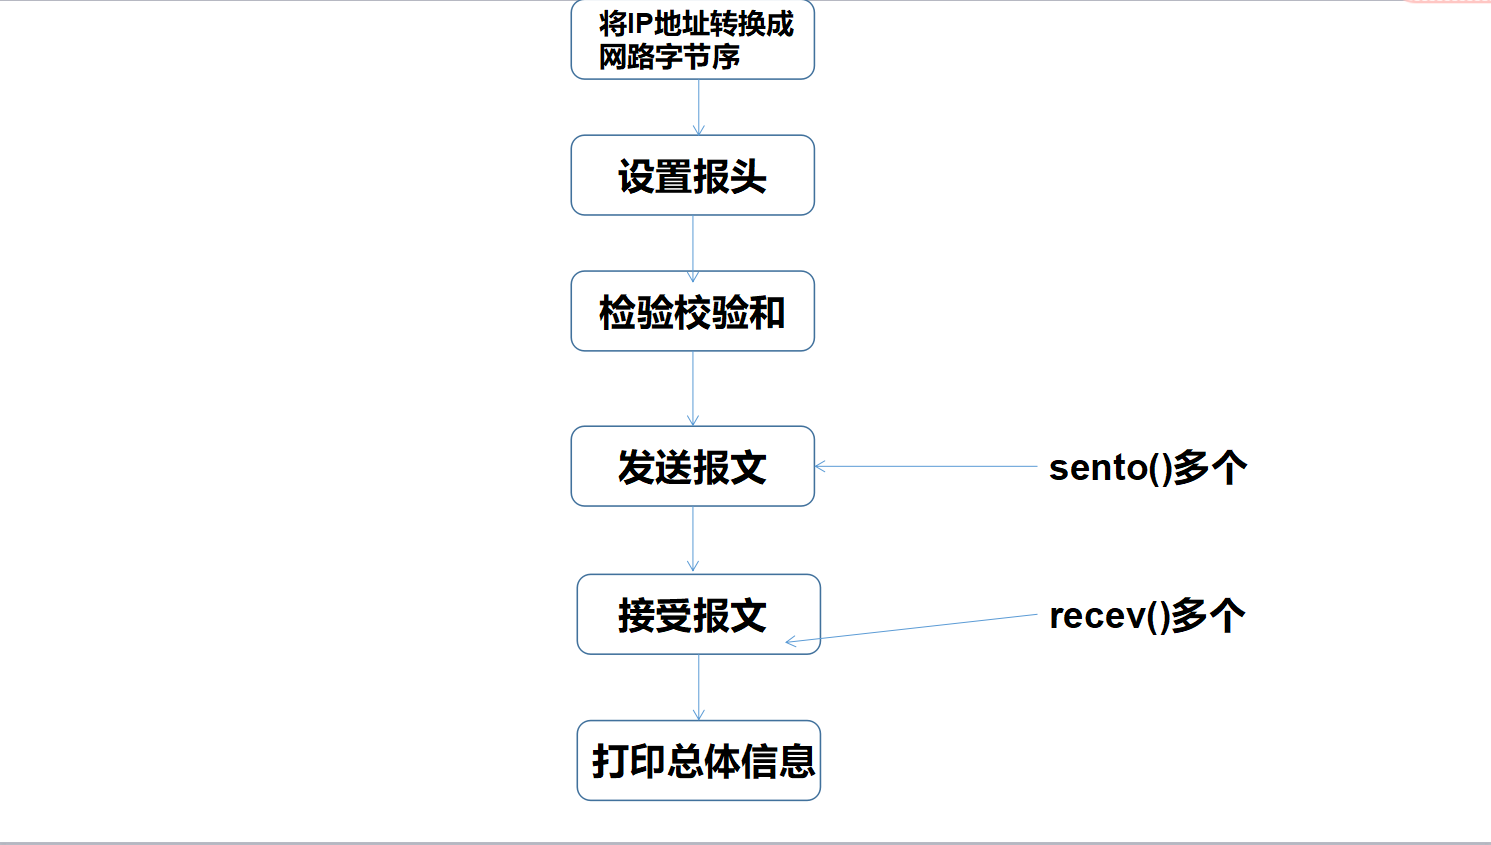 将IP地址转换成
网路字节序
设置报头
检验校验和
发送报文
sento()多个
接受报文
recev()多个
打印总体信息